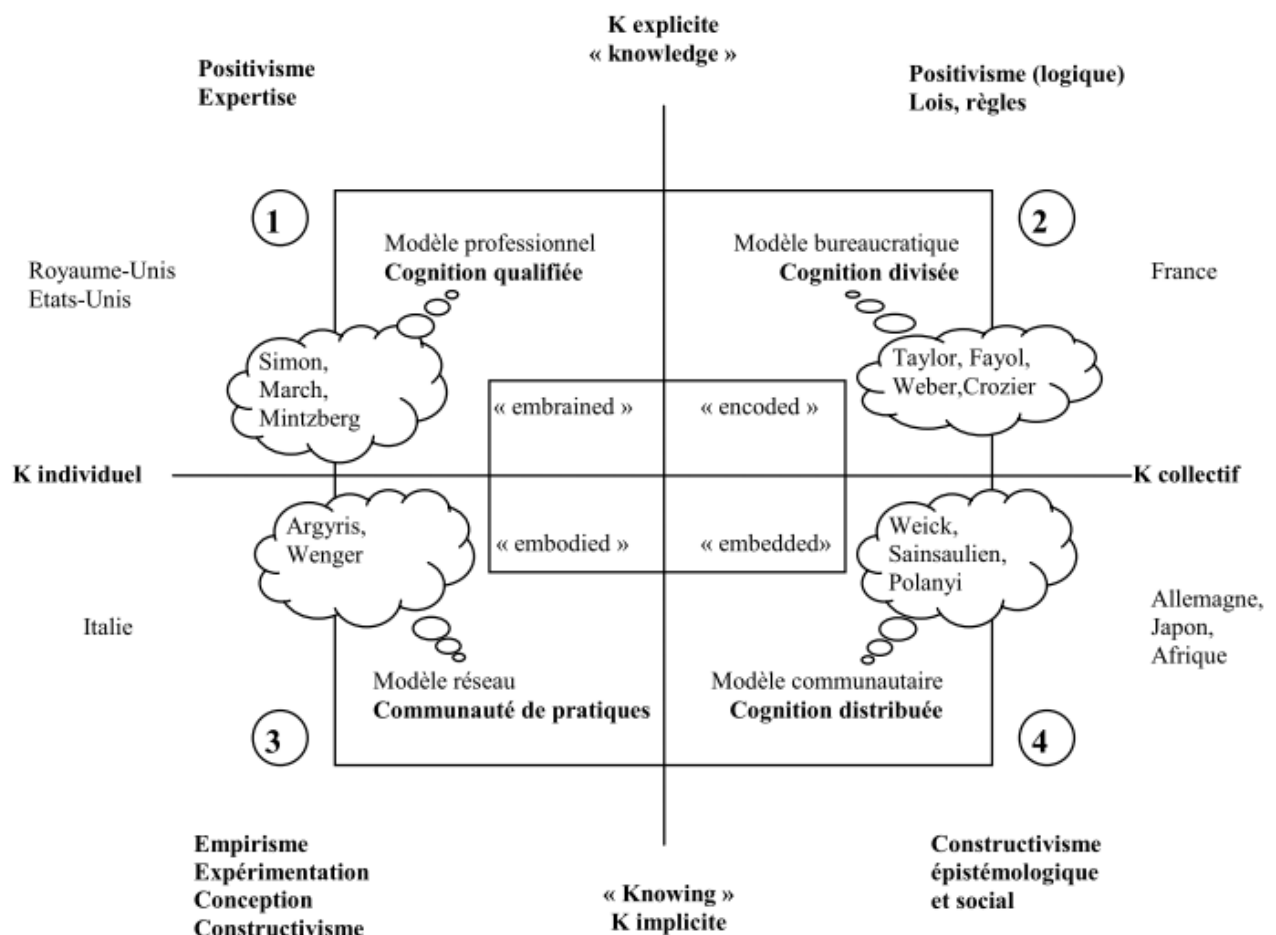 K explicite
« knowledge »
Positivisme
Expertise
Positivisme (logique)
Lois, règles
1
2
Modèle professionnel
Cognition qualifiée
Modèle bureaucratique
Cognition divisée
Royaume-Unis
Etats-Unis
France
Simon,
March,
Mintzberg
Taylor, Fayol,
Weber,Crozier
« embrained »
« encoded »
K individuel
K collectif
Argyris,
Wenger
« embodied »
« embedded»
Weick,
Sainsaulien,
Polanyi
Italie
Allemagne,
Japon,
Afrique
Modèle réseau
Communauté de pratiques
Modèle communautaire
Cognition distribuée
3
4
Empirisme
Expérimentation
Conception
Constructivisme
« Knowing »
K implicite
Constructivisme
épistémologique
et social